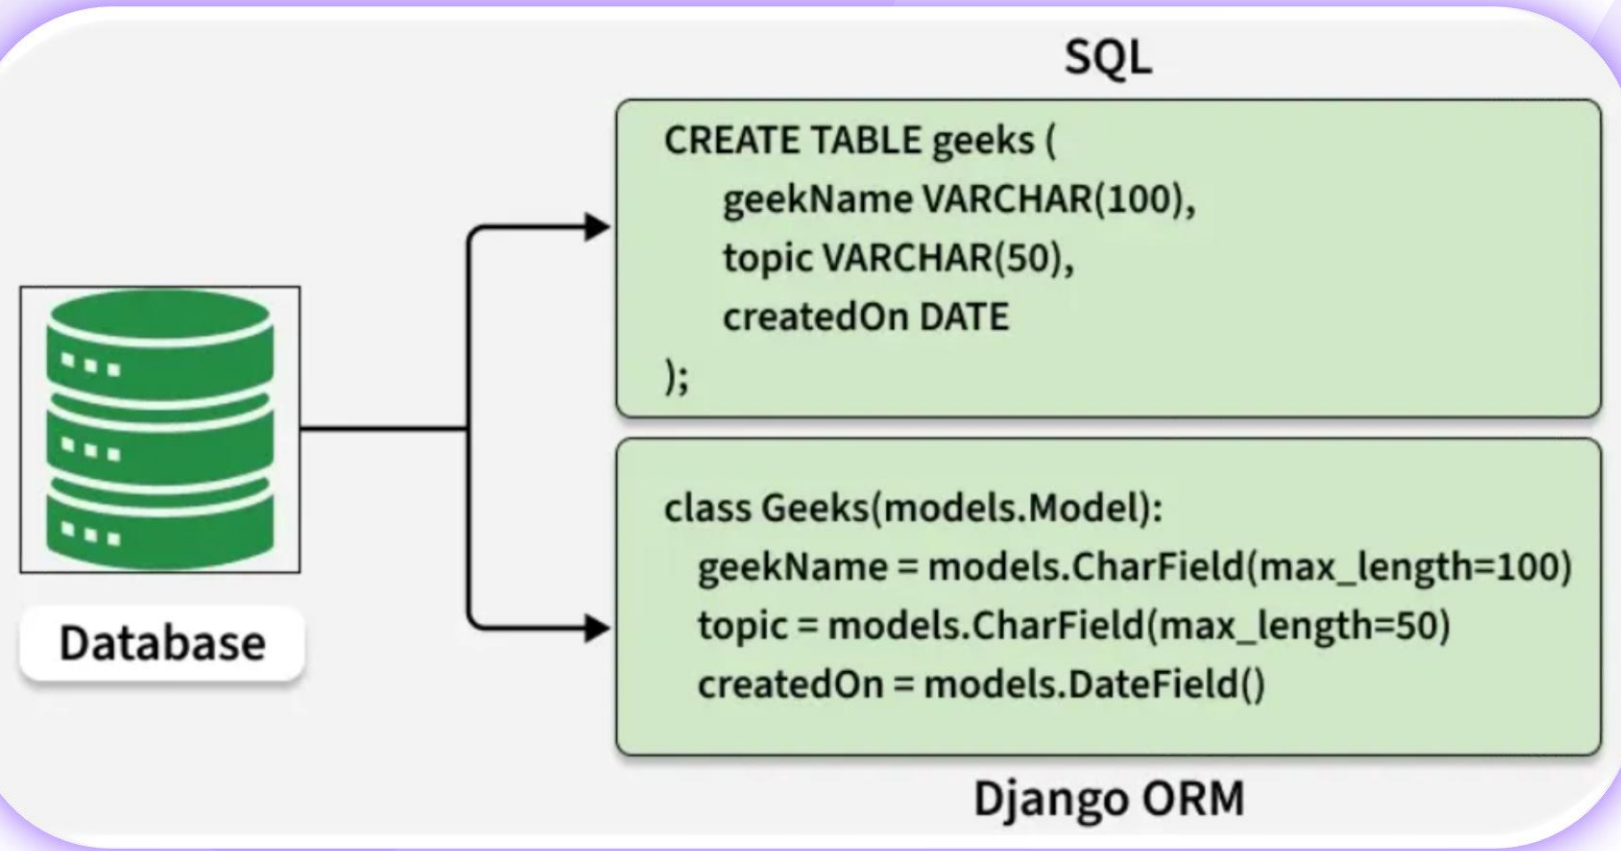 SQL
CREATE TABLE geeks (
geekName VARCHAR(100),
topic VARCHAR(50),
createdOn DATE
);
Database
class Geeks(models.Model):
geekName = models.CharField(max_length=100)
topic = models.CharField(max_length=50)
createdOn = models.DateField()
Django ORM